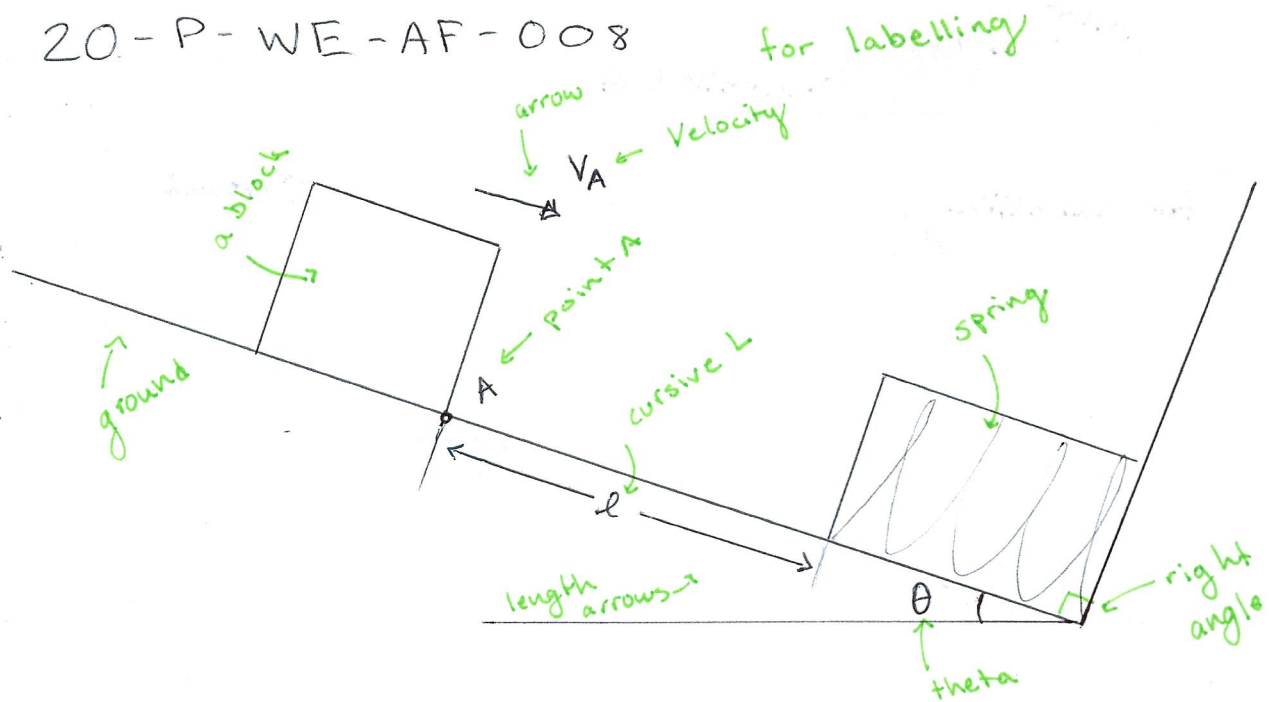 20-P-WE-AF-008
for labelling
arrow
Velocity
V_A
a block
point A
A
ground
cursive L
spring
ℓ
length
arrows
θ
right
angle
theta